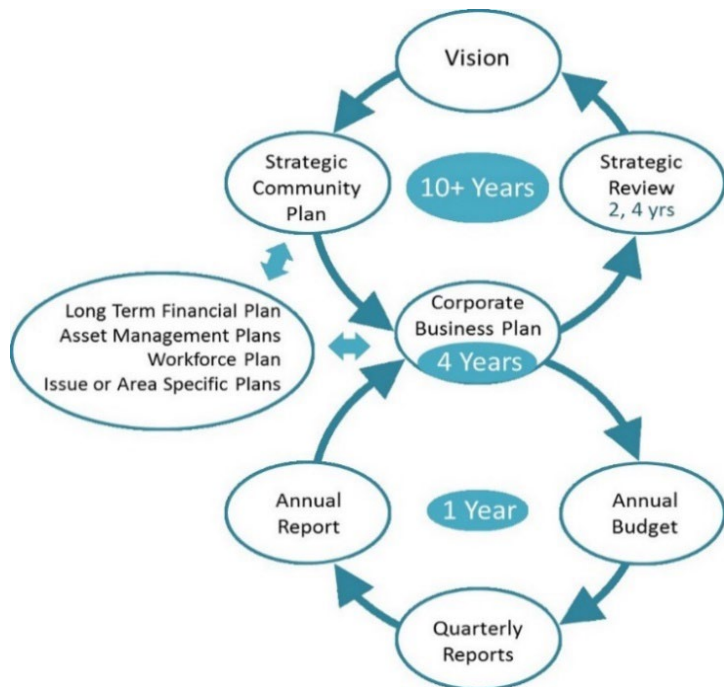 Vision
Strategic
Community
Plan
10+ Years
Strategic
Review
2, 4 yrs
Long Term Financial Plan
Asset Management Plans
Workforce Plan
Issue or Area Specific Plans
Corporate
Business Plan
4 Years
Annual
Report
1 Year
Annual
Budget
Quarterly
Reports